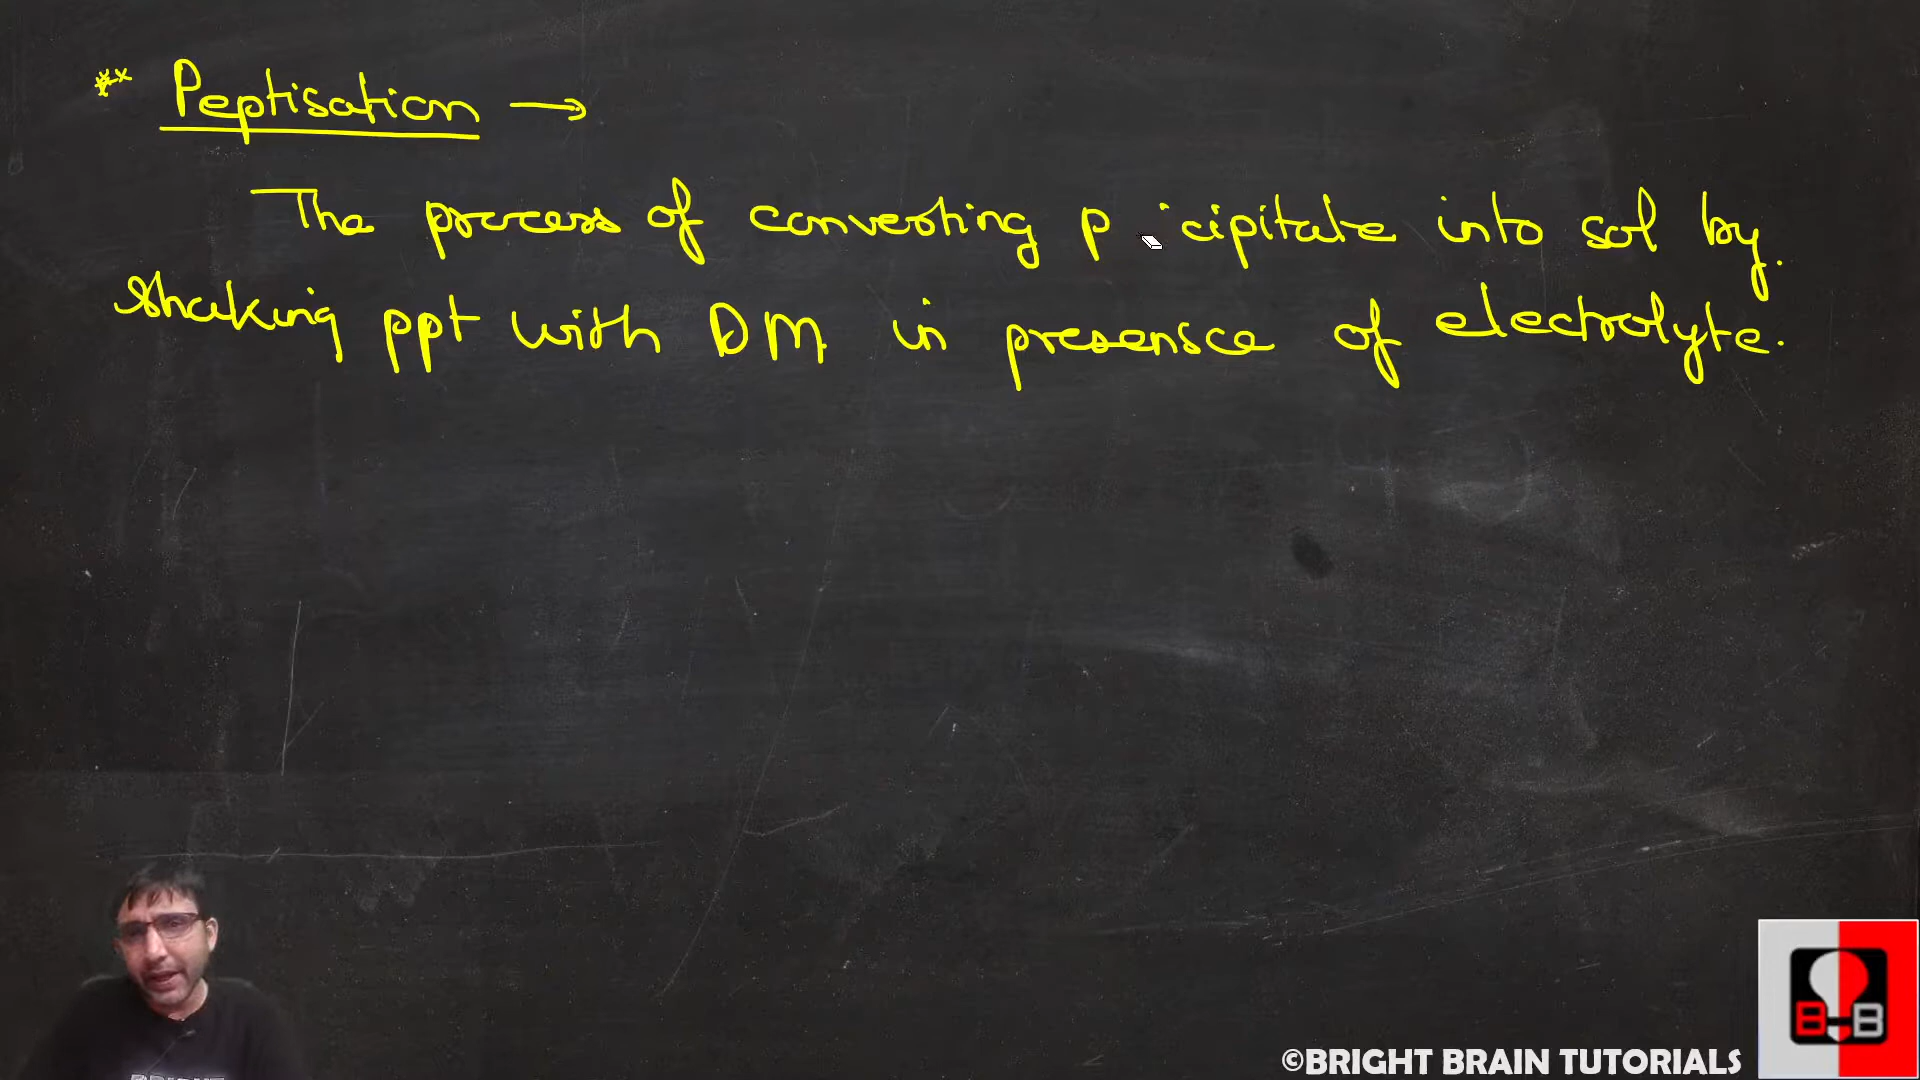 ** Peptisation →
The process of converting p cipitate into sol by
shaking ppt with DM in presensce of electrolyte.
B B
©BRIGHT BRAIN TUTORIALS